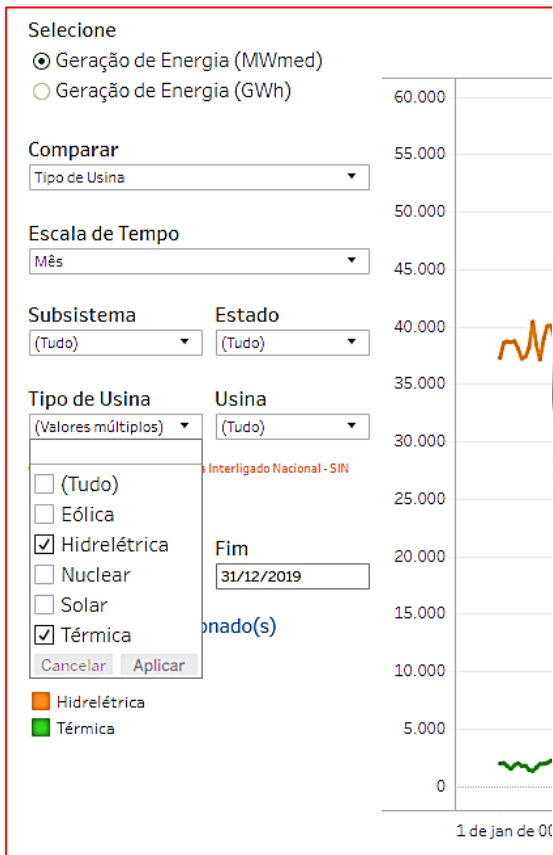 Selecione
Geração de Energia (MWmed)
Geração de Energia (GWh)
Comparar
Tipo de Usina
Escala de Tempo
Mês
Subsistema Estado
(Tudo) (Tudo)
Tipo de Usina Usina
(Valores múltiplos) (Tudo)
Interligado Nacional - SIN
(Tudo)
Eólica
Hidrelétrica
Nuclear
Solar
Térmica
Cancelar Aplicar
Fim
31/12/2019
onado(s)
Hidrelétrica
Térmica
60.000
55.000
50.000
45.000
40.000
35.000
30.000
25.000
20.000
15.000
10.000
5.000
0
1 de jan de 00